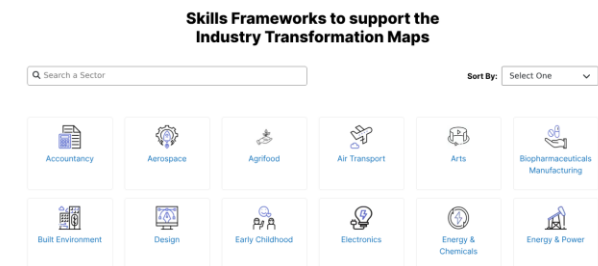 Skills Frameworks to support the
Industry Transformation Maps
Search a Sector
Sort By: Select One
Accountancy
Aerospace
Agrifood
Air Transport
Arts
Biopharmaceuticals
Manufacturing
Built Environment
Design
Early Childhood
Electronics
Energy &
Chemicals
Energy & Power